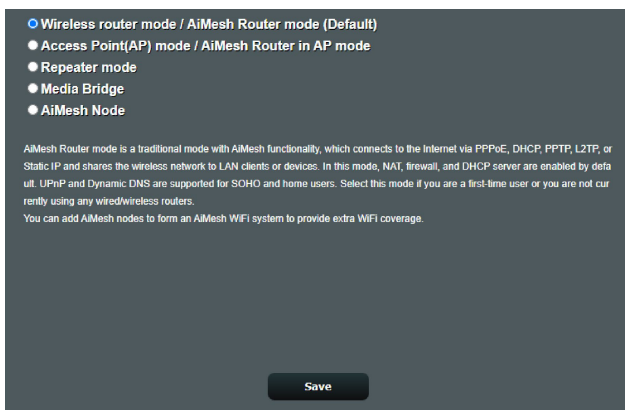 Wireless router mode / AiMesh Router mode (Default)
Access Point(AP) mode / AiMesh Router in AP mode
Repeater mode
Media Bridge
AiMesh Node
AiMesh Router mode is a traditional mode with AiMesh functionality, which connects to the Internet via PPPoE, DHCP, PPTP, L2TP, or
Static IP and shares the wireless network to LAN clients or devices. In this mode, NAT, firewall, and DHCP server are enabled by defa
ult. UPnP and Dynamic DNS are supported for SOHO and home users. Select this mode if you are a first-time user or you are not cur
rently using any wired/wireless routers.
You can add AiMesh nodes to form an AiMesh WiFi system to provide extra WiFi coverage.
Save